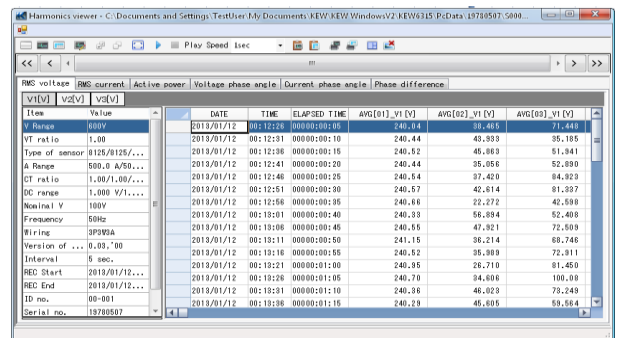 Harmonics viewer - C:\Documents and Settings\TestUser\My Documents\KEW\KEW WindowsV2\KEW6315\PcData\19780507\S000...
Play Speed 1sec
<< < > >>
RMS voltage RMS current Active power Voltage phase angle Current phase angle Phase difference
V1[V] V2[V] V3[V]
Item Value DATE TIME ELAPSED TIME AVG[01]_V1[V] AVG[02]_V1[V] AVG[03]_V1[V]
V Range 600V 2013/01/12 00:12:26 00000:00:05 240.04 38.465 71.440
VT ratio 1.00 2013/01/12 00:12:31 00000:00:10 240.44 43.933 35.185
Type of sensor 8125/8125/... 2013/01/12 00:12:36 00000:00:15 240.52 45.863 51.941
A Range 500.0 A/50... 2013/01/12 00:12:41 00000:00:20 240.44 35.056 52.890
CT ratio 1.00/1.00/... 2013/01/12 00:12:46 00000:00:25 240.54 37.420 84.923
DC range 1.000 V/1.... 2013/01/12 00:12:51 00000:00:30 240.57 42.614 81.337
Nominal V 100V 2013/01/12 00:12:56 00000:00:35 240.66 22.272 42.598
Frequency 50Hz 2013/01/12 00:13:01 00000:00:40 240.33 56.894 52.408
Wiring 3P3W3A 2013/01/12 00:13:06 00000:00:45 240.55 47.921 72.509
Version of ... 0.03,'00 2013/01/12 00:13:11 00000:00:50 241.15 36.214 68.746
Interval 5 sec. 2013/01/12 00:13:16 00000:00:55 240.52 35.989 72.911
REC Start 2013/01/12... 2013/01/12 00:13:21 00000:01:00 240.95 26.710 81.450
REC End 2013/01/12... 2013/01/12 00:13:26 00000:01:05 240.70 34.606 100.08
ID no. 00-001 2013/01/12 00:13:31 00000:01:10 240.36 46.023 73.249
Serial no. 19780507 2013/01/12 00:13:36 00000:01:15 240.29 45.605 59.564